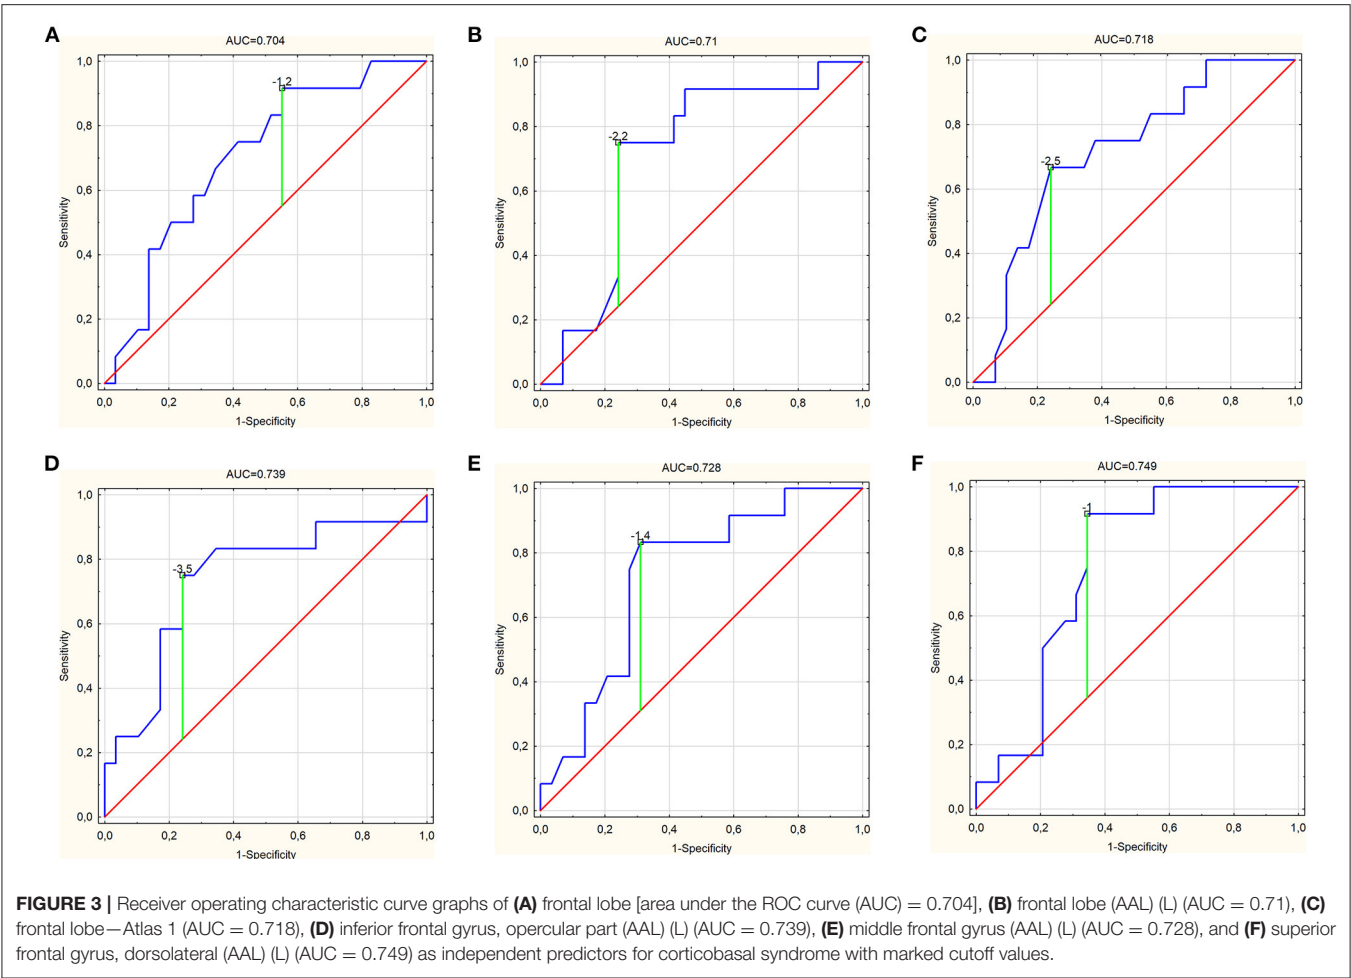 A
AUC=0.704
1,0
0,8
0,6
0,4
0,2
0,0
Sensitivity
-1,2
0,0 0,2 0,4 0,6 0,8 1,0
1-Specificity
B
AUC=0.71
1,0
0,8
0,6
0,4
0,2
0,0
Sensitivity
-2,2
0,0 0,2 0,4 0,6 0,8 1,0
1-Specificity
C
AUC=0.718
1,0
0,8
0,6
0,4
0,2
0,0
Sensitivity
-2,5
0,0 0,2 0,4 0,6 0,8 1,0
1-Specificity
D
AUC=0.739
1,0
0,8
0,6
0,4
0,2
0,0
Sensitivity
-3,5
0,0 0,2 0,4 0,6 0,8 1,0
1-Specificity
E
AUC=0.728
1,0
0,8
0,6
0,4
0,2
0,0
Sensitivity
-1,4
0,0 0,2 0,4 0,6 0,8 1,0
1-Specificity
F
AUC=0.749
1,0
0,8
0,6
0,4
0,2
0,0
Sensitivity
-1
0,0 0,2 0,4 0,6 0,8 1,0
1-Specificity
FIGURE 3 | Receiver operating characteristic curve graphs of (A) frontal lobe [area under the ROC curve (AUC) = 0.704], (B) frontal lobe (AAL) (L) (AUC = 0.71), (C)
frontal lobe—Atlas 1 (AUC = 0.718), (D) inferior frontal gyrus, opercular part (AAL) (L) (AUC = 0.739), (E) middle frontal gyrus (AAL) (L) (AUC = 0.728), and (F) superior
frontal gyrus, dorsolateral (AAL) (L) (AUC = 0.749) as independent predictors for corticobasal syndrome with marked cutoff values.